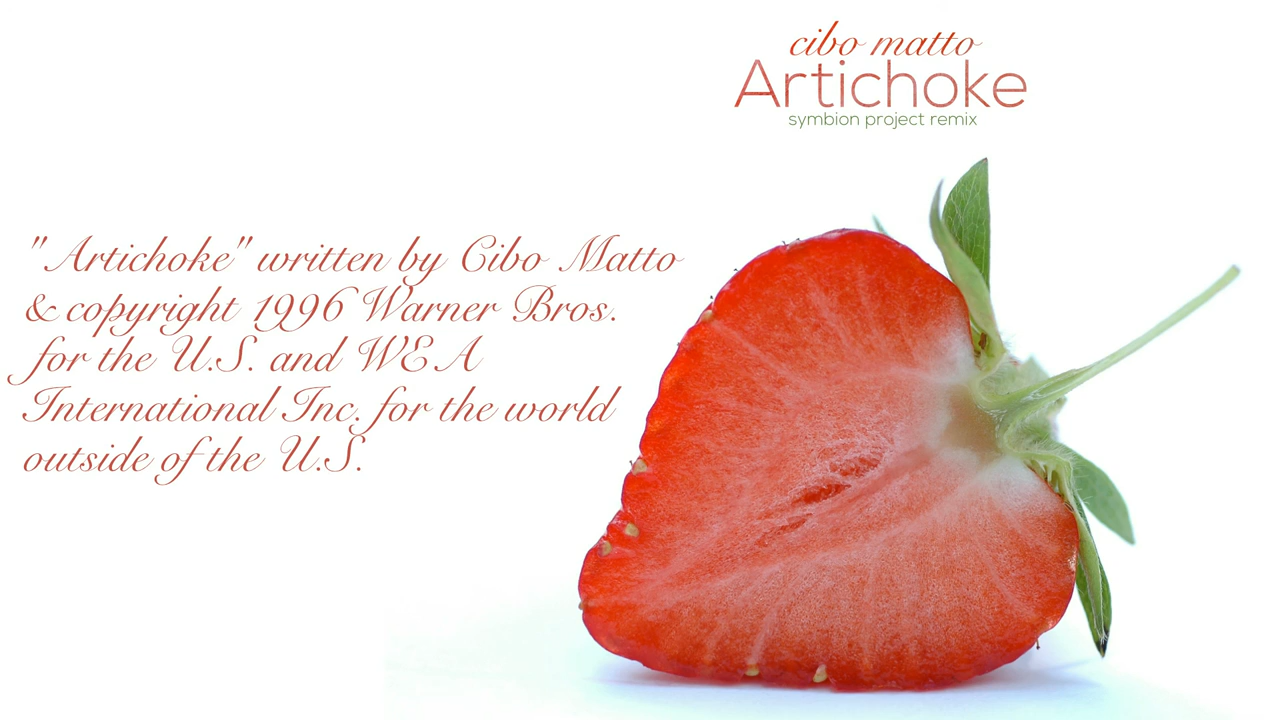 cibo matto
Artichoke
symbion project remix
"Artichoke" written by Cibo Matto
& copyright 1996 Warner Bros.
for the U.S. and WEA
International Inc. for the world
outside of the U.S.